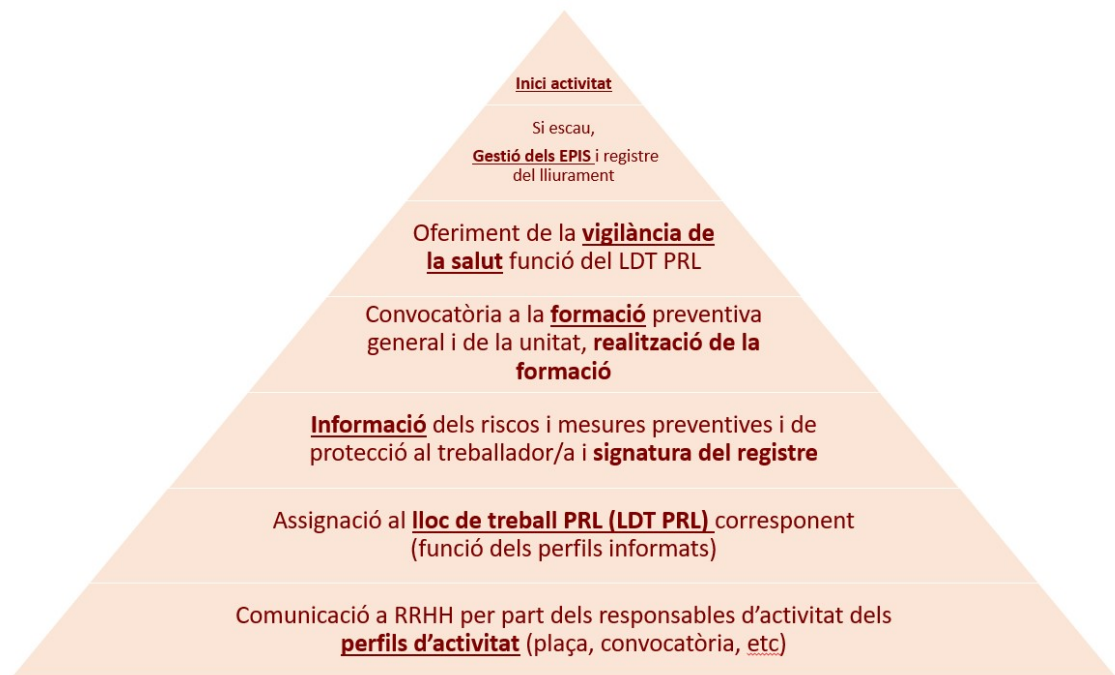 Inici activitat
Si escau,
Gestió dels EPIS i registre
del lliurament
Oferiment de la vigilància de
la salut funció del LDT PRL
Convocatòria a la formació preventiva
general i de la unitat, realització de la
formació
Informació dels riscos i mesures preventives i de
protecció al treballador/a i signatura del registre
Assignació al lloc de treball PRL (LDT PRL) corresponent
(funció dels perfils informats)
Comunicació a RRHH per part dels responsables d’activitat dels
perfils d’activitat (plaça, convocatòria, etc)